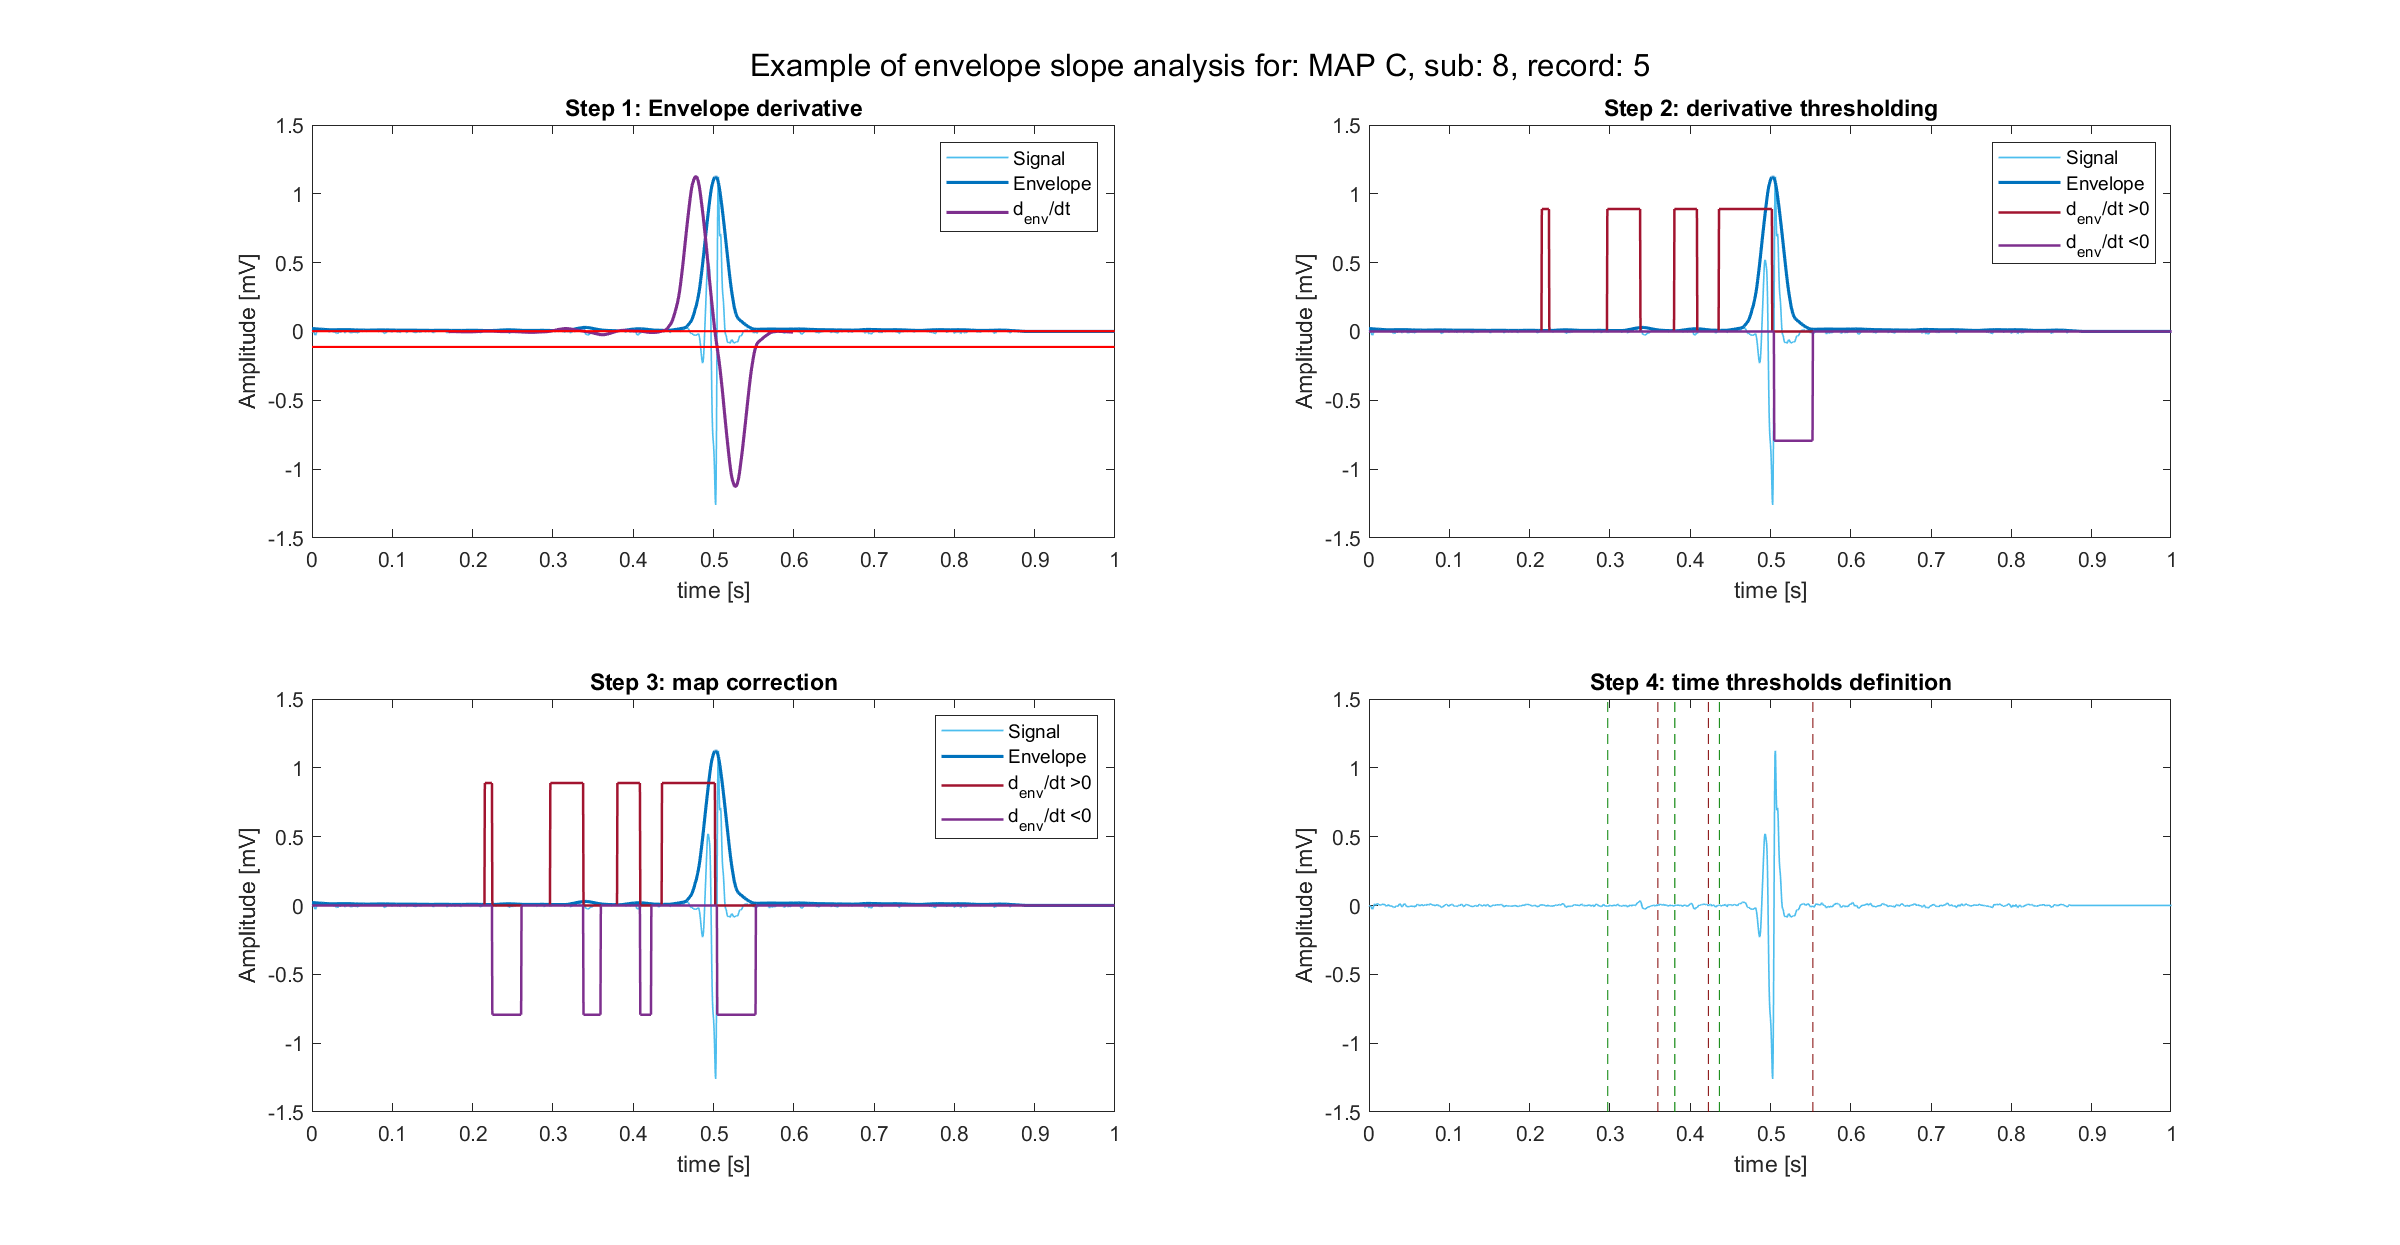 Example of envelope slope analysis for: MAP C, sub: 8, record: 5
Step 1: Envelope derivative
1.5
1
0.5
0
-0.5
-1
-1.5
Amplitude [mV]
0 0.1 0.2 0.3 0.4 0.5 0.6 0.7 0.8 0.9 1
time [s]
Signal
Envelope
d_env/dt
Step 2: derivative thresholding
1.5
1
0.5
0
-0.5
-1
-1.5
Amplitude [mV]
0 0.1 0.2 0.3 0.4 0.5 0.6 0.7 0.8 0.9 1
time [s]
Signal
Envelope
d_env/dt >0
d_env/dt <0
Step 3: map correction
1.5
1
0.5
0
-0.5
-1
-1.5
Amplitude [mV]
0 0.1 0.2 0.3 0.4 0.5 0.6 0.7 0.8 0.9 1
time [s]
Signal
Envelope
d_env/dt >0
d_env/dt <0
Step 4: time thresholds definition
1.5
1
0.5
0
-0.5
-1
-1.5
Amplitude [mV]
0 0.1 0.2 0.3 0.4 0.5 0.6 0.7 0.8 0.9 1
time [s]